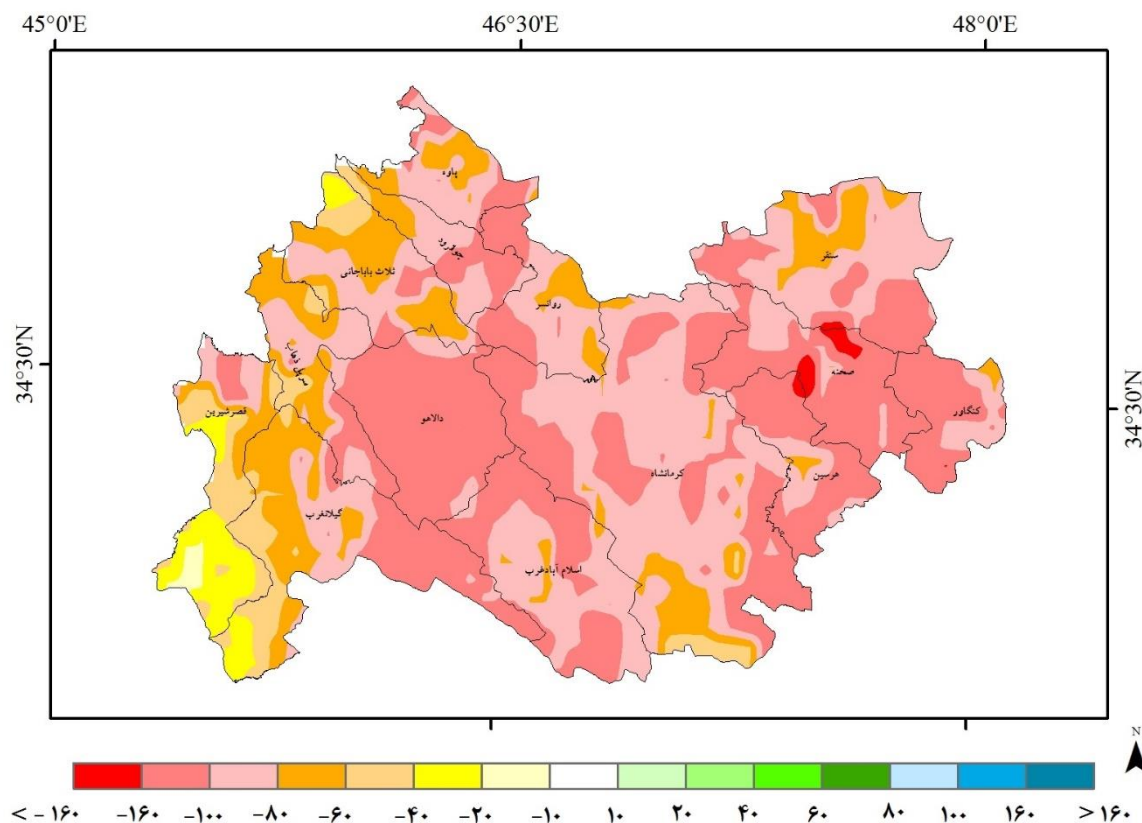 45°0'E 46°30'E 48°0'E
34°30'N
34°30'N
پاوه
جوانرود
ثلاث باباجانی
سنقر
روانسر
سرپل ذهاب
صحنه
قصرشیرین
دالاهو
کنگاور
کرمانشاه
هرسین
گیلانغرب
اسلام آبادغرب
N
< -۱۶۰ -۱۶۰ -۱۰۰ -۸۰ -۶۰ -۴۰ -۲۰ -۱۰ ۱۰ ۲۰ ۴۰ ۶۰ ۸۰ ۱۰۰ ۱۶۰ > ۱۶۰